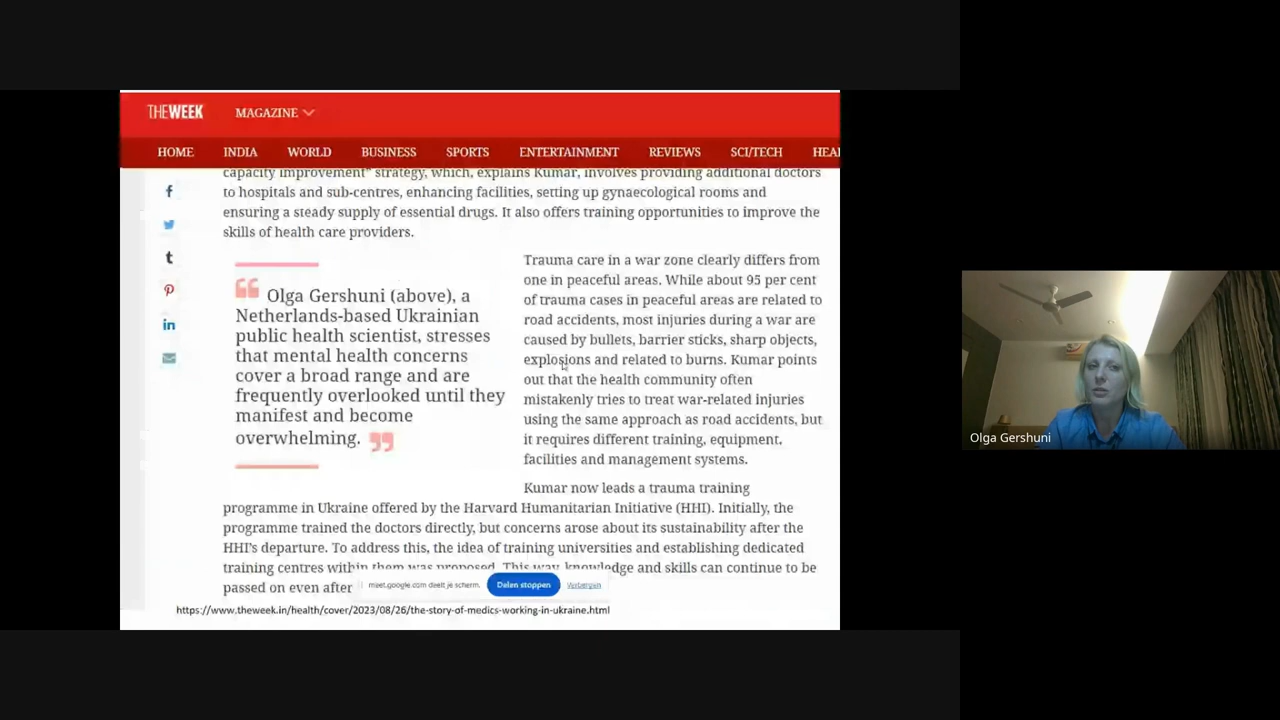 THEWEEK MAGAZINE
HOME INDIA WORLD BUSINESS SPORTS ENTERTAINMENT REVIEWS SCI/TECH HEAL
capacity improvement" strategy, which, explains Kumar, involves providing additional doctors
to hospitals and sub-centres, enhancing facilities, setting up gynaecological rooms and
ensuring a steady supply of essential drugs. It also offers training opportunities to improve the
skills of health care providers.
“ Olga Gershuni (above), a
Netherlands-based Ukrainian
public health scientist, stresses
that mental health concerns
cover a broad range and are
frequently overlooked until they
manifest and become
overwhelming. ”
Trauma care in a war zone clearly differs from
one in peaceful areas. While about 95 per cent
of trauma cases in peaceful areas are related to
road accidents, most injuries during a war are
caused by bullets, barrier sticks, sharp objects,
explosions and related to burns. Kumar points
out that the health community often
mistakenly tries to treat war-related injuries
using the same approach as road accidents, but
it requires different training, equipment,
facilities and management systems.
Kumar now leads a trauma training
programme in Ukraine offered by the Harvard Humanitarian Initiative (HHI). Initially, the
programme trained the doctors directly, but concerns arose about its sustainability after the
HHI's departure. To address this, the idea of training universities and establishing dedicated
training centres within them was proposed. This way, knowledge and skills can continue to be
passed on even after
meet.google.com deelt je scherm. Delen stoppen Verbergen
https://www.theweek.in/health/cover/2023/08/26/the-story-of-medics-working-in-ukraine.html
Olga Gershuni